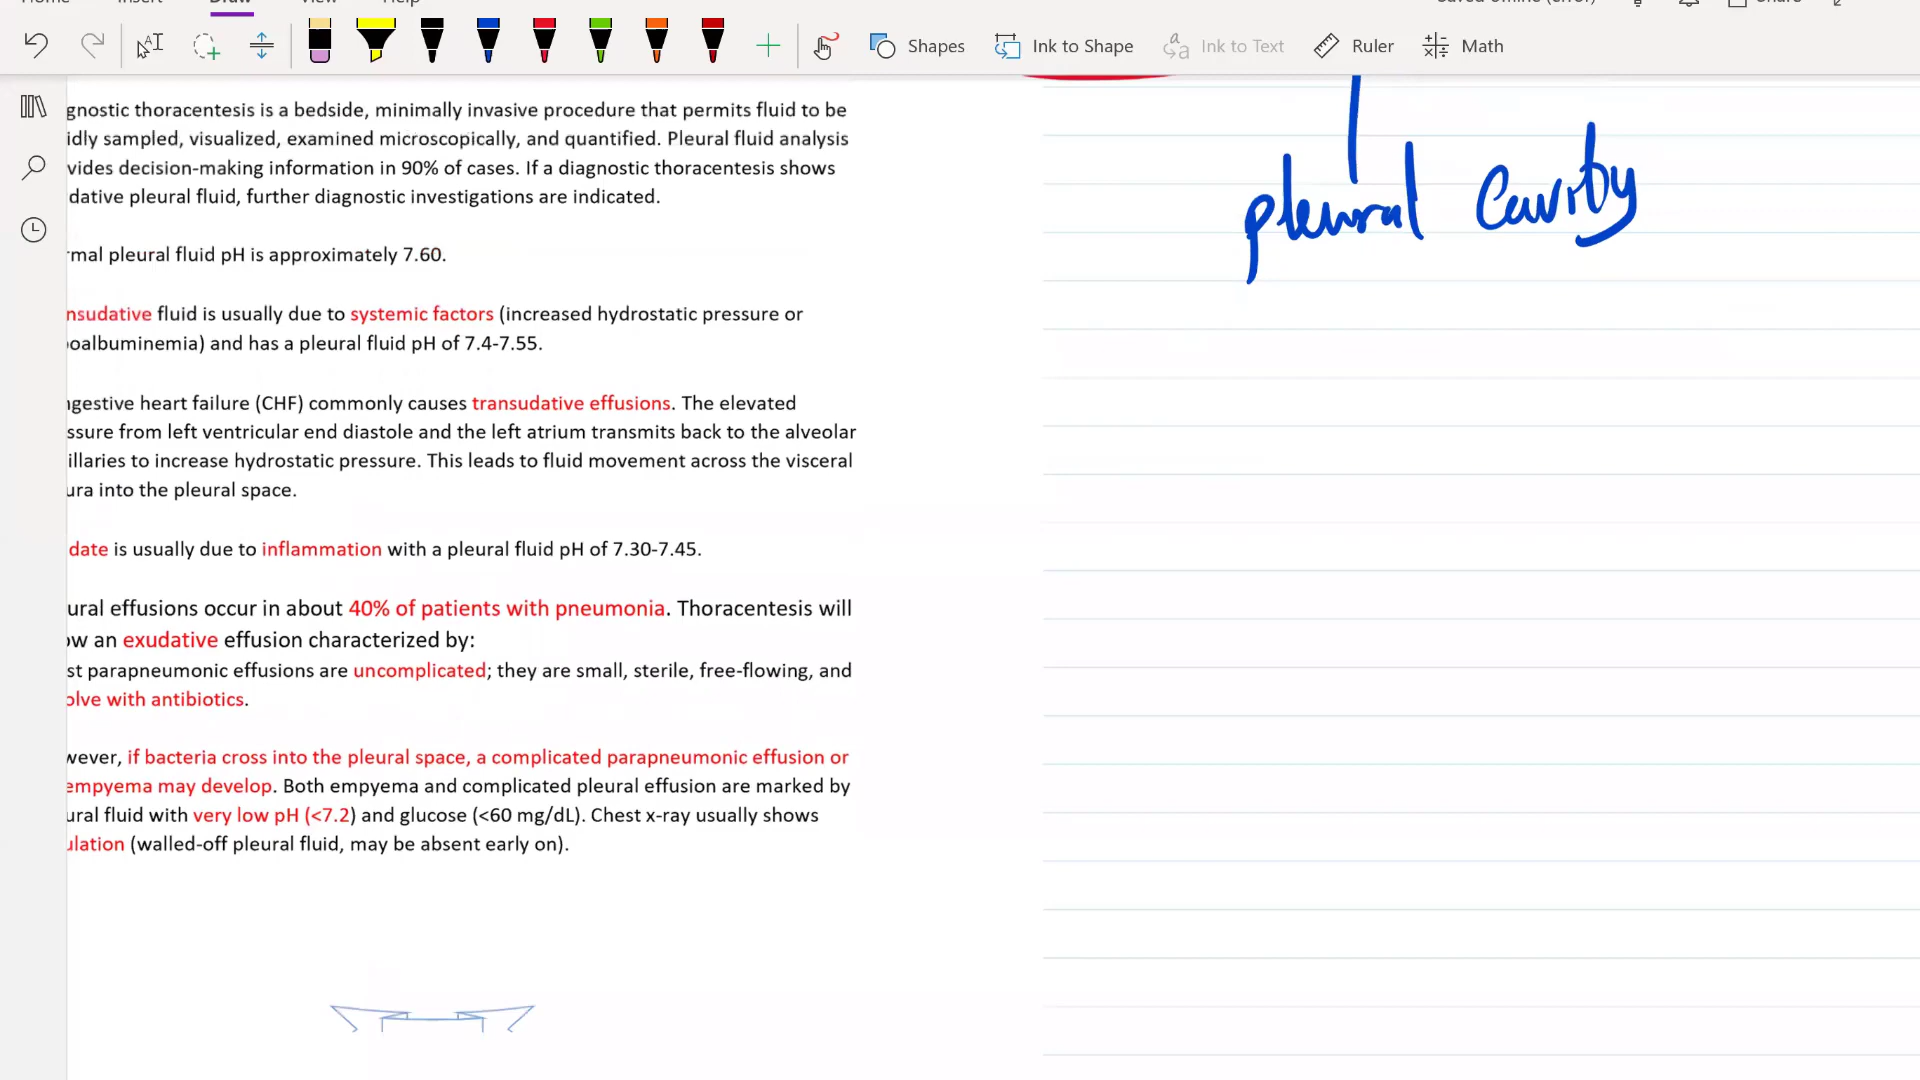 Home Insert Draw View Help Saved online (error) Share
Shapes Ink to Shape Ink to Text Ruler Math
gnostic thoracentesis is a bedside, minimally invasive procedure that permits fluid to be
idly sampled, visualized, examined microscopically, and quantified. Pleural fluid analysis
vides decision-making information in 90% of cases. If a diagnostic thoracentesis shows
dative pleural fluid, further diagnostic investigations are indicated.
rmal pleural fluid pH is approximately 7.60.
nsudative fluid is usually due to systemic factors (increased hydrostatic pressure or
oalbuminemia) and has a pleural fluid pH of 7.4-7.55.
ngestive heart failure (CHF) commonly causes transudative effusions. The elevated
ssure from left ventricular end diastole and the left atrium transmits back to the alveolar
illaries to increase hydrostatic pressure. This leads to fluid movement across the visceral
ura into the pleural space.
date is usually due to inflammation with a pleural fluid pH of 7.30-7.45.
ural effusions occur in about 40% of patients with pneumonia. Thoracentesis will
ow an exudative effusion characterized by:
st parapneumonic effusions are uncomplicated; they are small, sterile, free-flowing, and
olve with antibiotics.
wever, if bacteria cross into the pleural space, a complicated parapneumonic effusion or
empyema may develop. Both empyema and complicated pleural effusion are marked by
ural fluid with very low pH (<7.2) and glucose (<60 mg/dL). Chest x-ray usually shows
ulation (walled-off pleural fluid, may be absent early on).
pleural Cavity